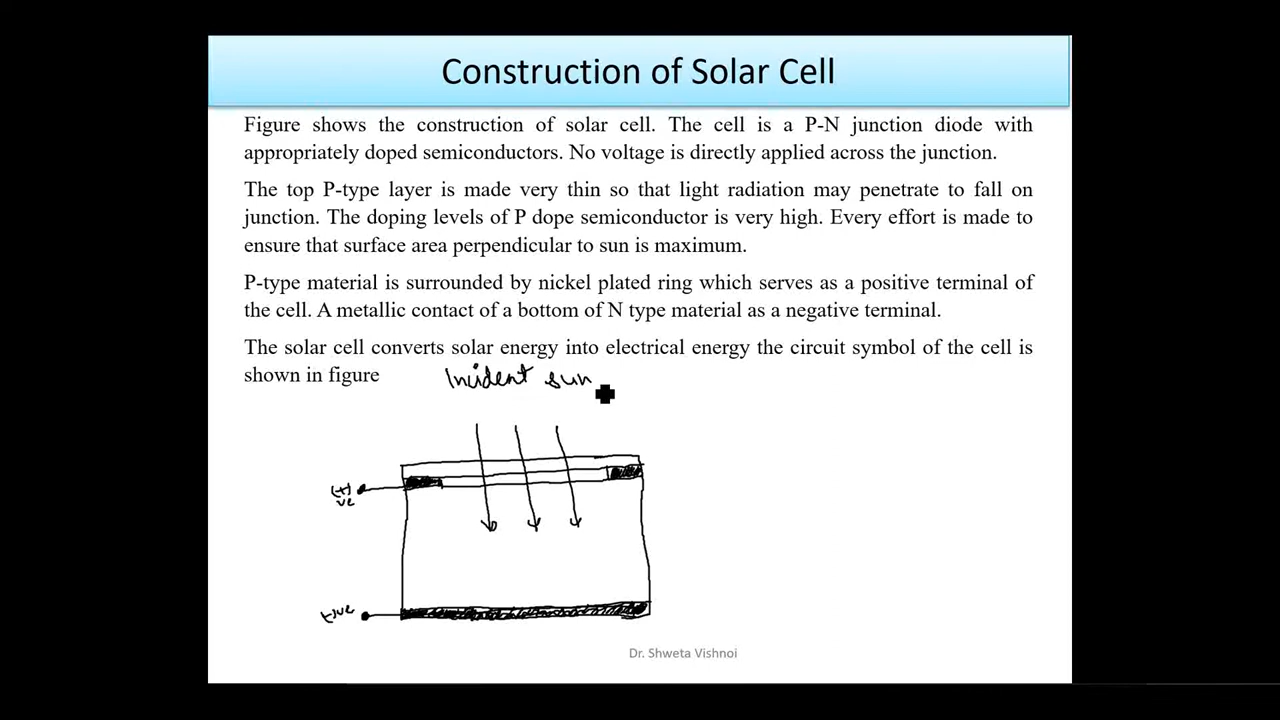 Construction of Solar Cell
Figure shows the construction of solar cell. The cell is a P-N junction diode with
appropriately doped semiconductors. No voltage is directly applied across the junction.
The top P-type layer is made very thin so that light radiation may penetrate to fall on
junction. The doping levels of P dope semiconductor is very high. Every effort is made to
ensure that surface area perpendicular to sun is maximum.
P-type material is surrounded by nickel plated ring which serves as a positive terminal of
the cell. A metallic contact of a bottom of N type material as a negative terminal.
The solar cell converts solar energy into electrical energy the circuit symbol of the cell is
shown in figure
Incident sun
(+)
ve
(-)ve
Dr. Shweta Vishnoi